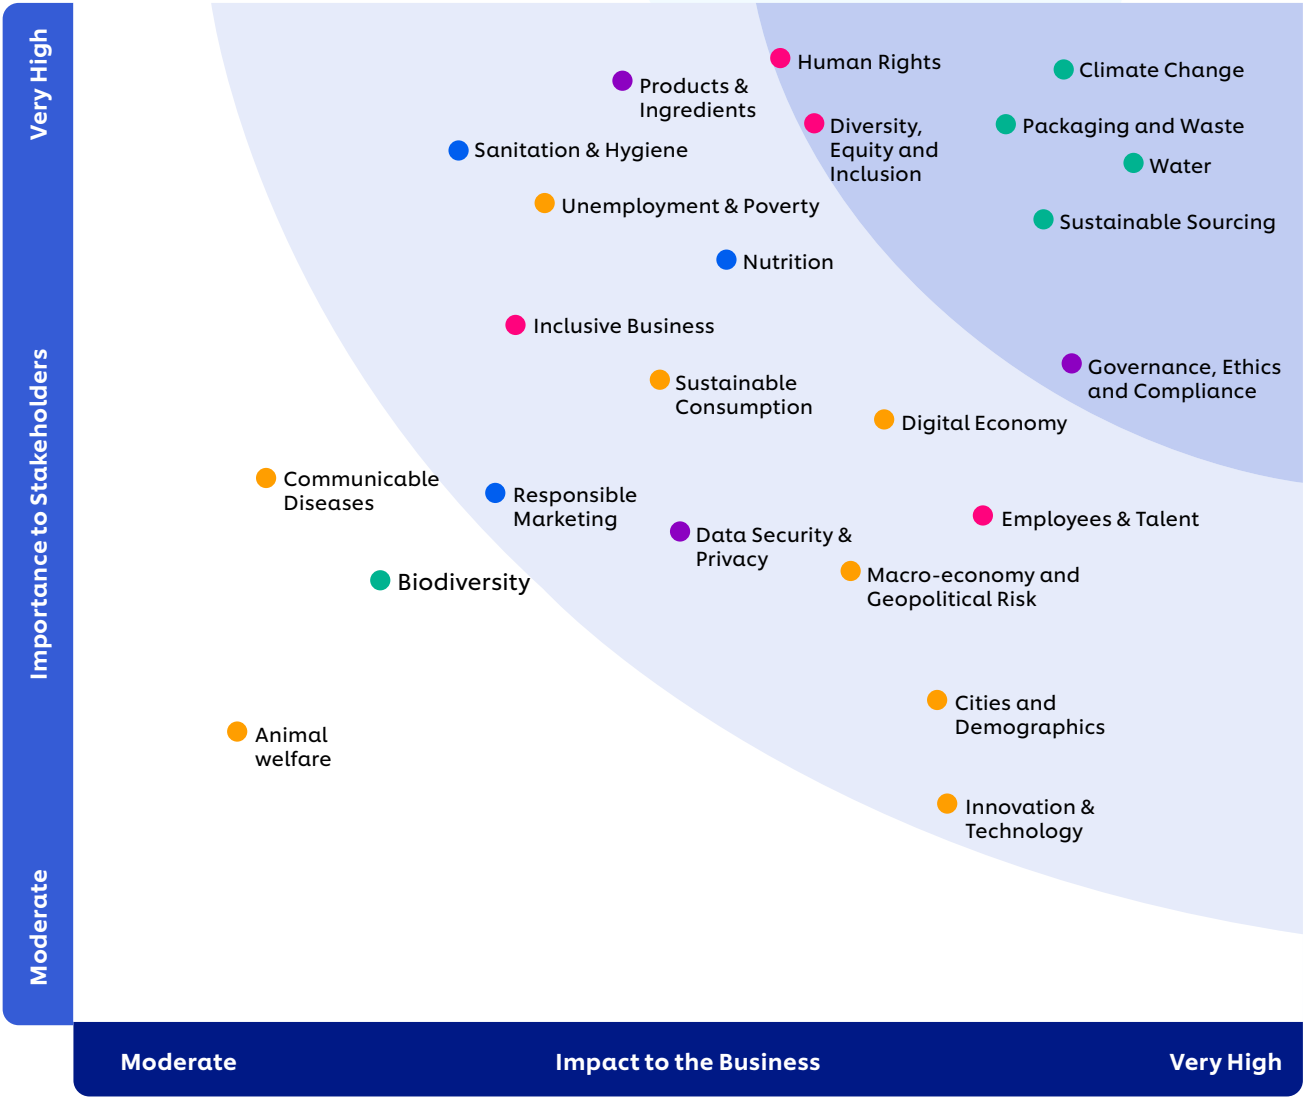 Very High
Importance to Stakeholders
Moderate
Human Rights
Climate Change
Products &
Ingredients
Diversity,
Equity and
Inclusion
Packaging and Waste
Sanitation & Hygiene
Water
Unemployment & Poverty
Sustainable Sourcing
Nutrition
Inclusive Business
Governance, Ethics
and Compliance
Sustainable
Consumption
Digital Economy
Communicable
Diseases
Responsible
Marketing
Employees & Talent
Data Security &
Privacy
Macro-economy and
Geopolitical Risk
Biodiversity
Cities and
Demographics
Animal
welfare
Innovation &
Technology
Moderate
Impact to the Business
Very High